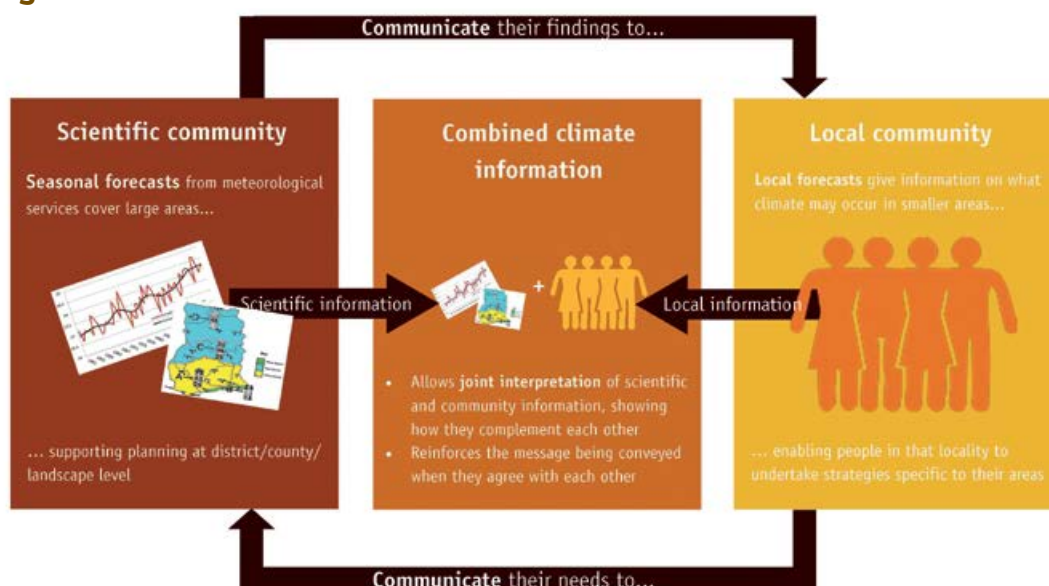 Communicate their findings to...
Scientific community
Seasonal forecasts from meteorological
services cover large areas...
... supporting planning at district/county/
landscape level
Scientific information
Combined climate
information
+
• Allows joint interpretation of scientific
and community information, showing
how they complement each other
• Reinforces the message being conveyed
when they agree with each other
Local information
Local community
Local forecasts give information on what
climate may occur in smaller areas...
... enabling people in that locality to
undertake strategies specific to their areas
Communicate their needs to...